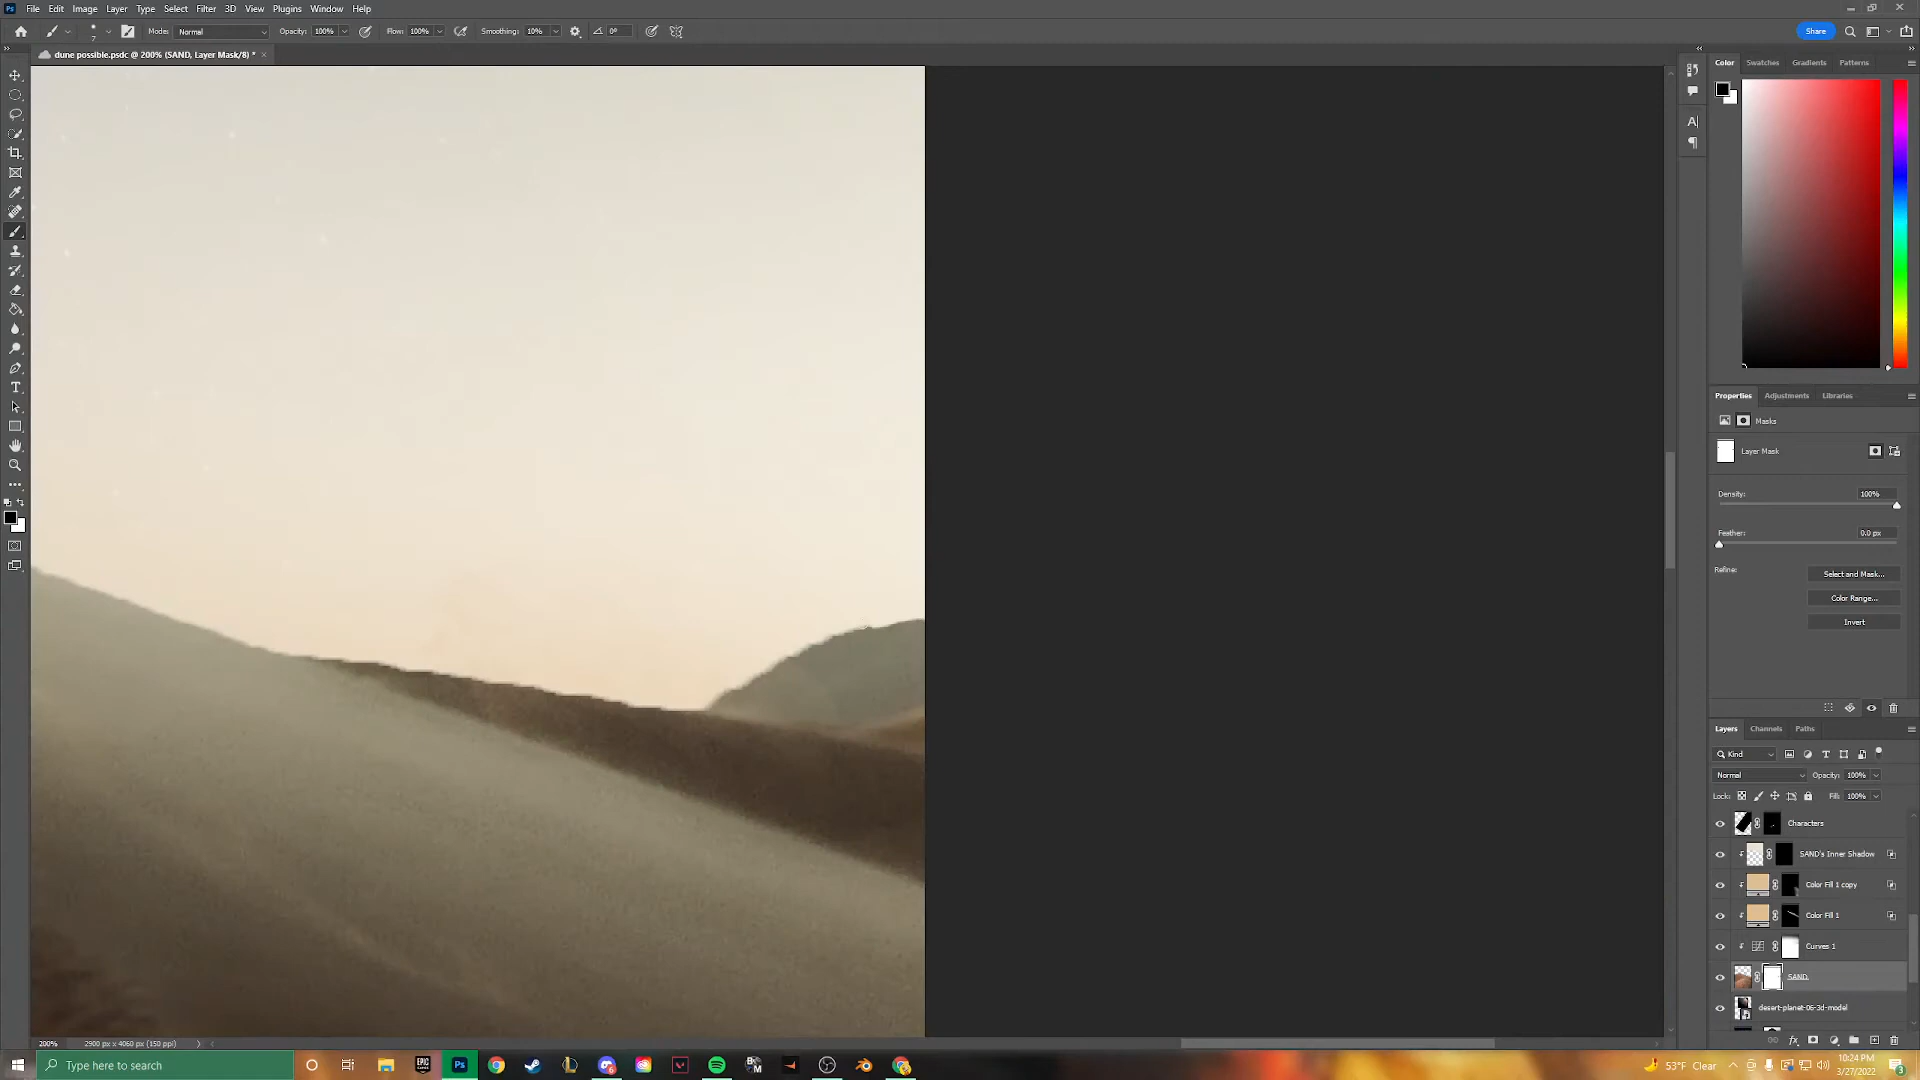 File Edit Image Layer Type Select Filter 3D View Plugins Window Help
Mode: Normal Opacity: 100% Flow: 100% Smoothing: 10% 0° Share
dune possible.psdc @ 200% (SAND, Layer Mask/8) *
Color Swatches Gradients Patterns
Properties Adjustments Libraries
Masks
Layer Mask
Density: 100%
Feather: 0.0 px
Refine: Select and Mask...
Color Range...
Invert
Layers Channels Paths
Kind
Normal Opacity: 100%
Lock: Fill: 100%
Characters
SAND's Inner Shadow
Color Fill 1 copy
Color Fill 1
Curves 1
SAND
desert-planet-06-3d-model
200% 2900 px x 4060 px (150 ppi)
Type here to search
53°F Clear
10:24 PM
3/27/2022